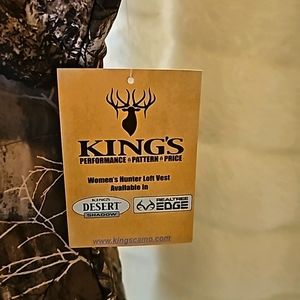 KING'S
PERFORMANCE & PATTERN & PRICE
Women's Hunter Loft Vest
Available in
KING'S
DESERT
SHADOW
REALTREE
EDGE
www.kingscamo.com